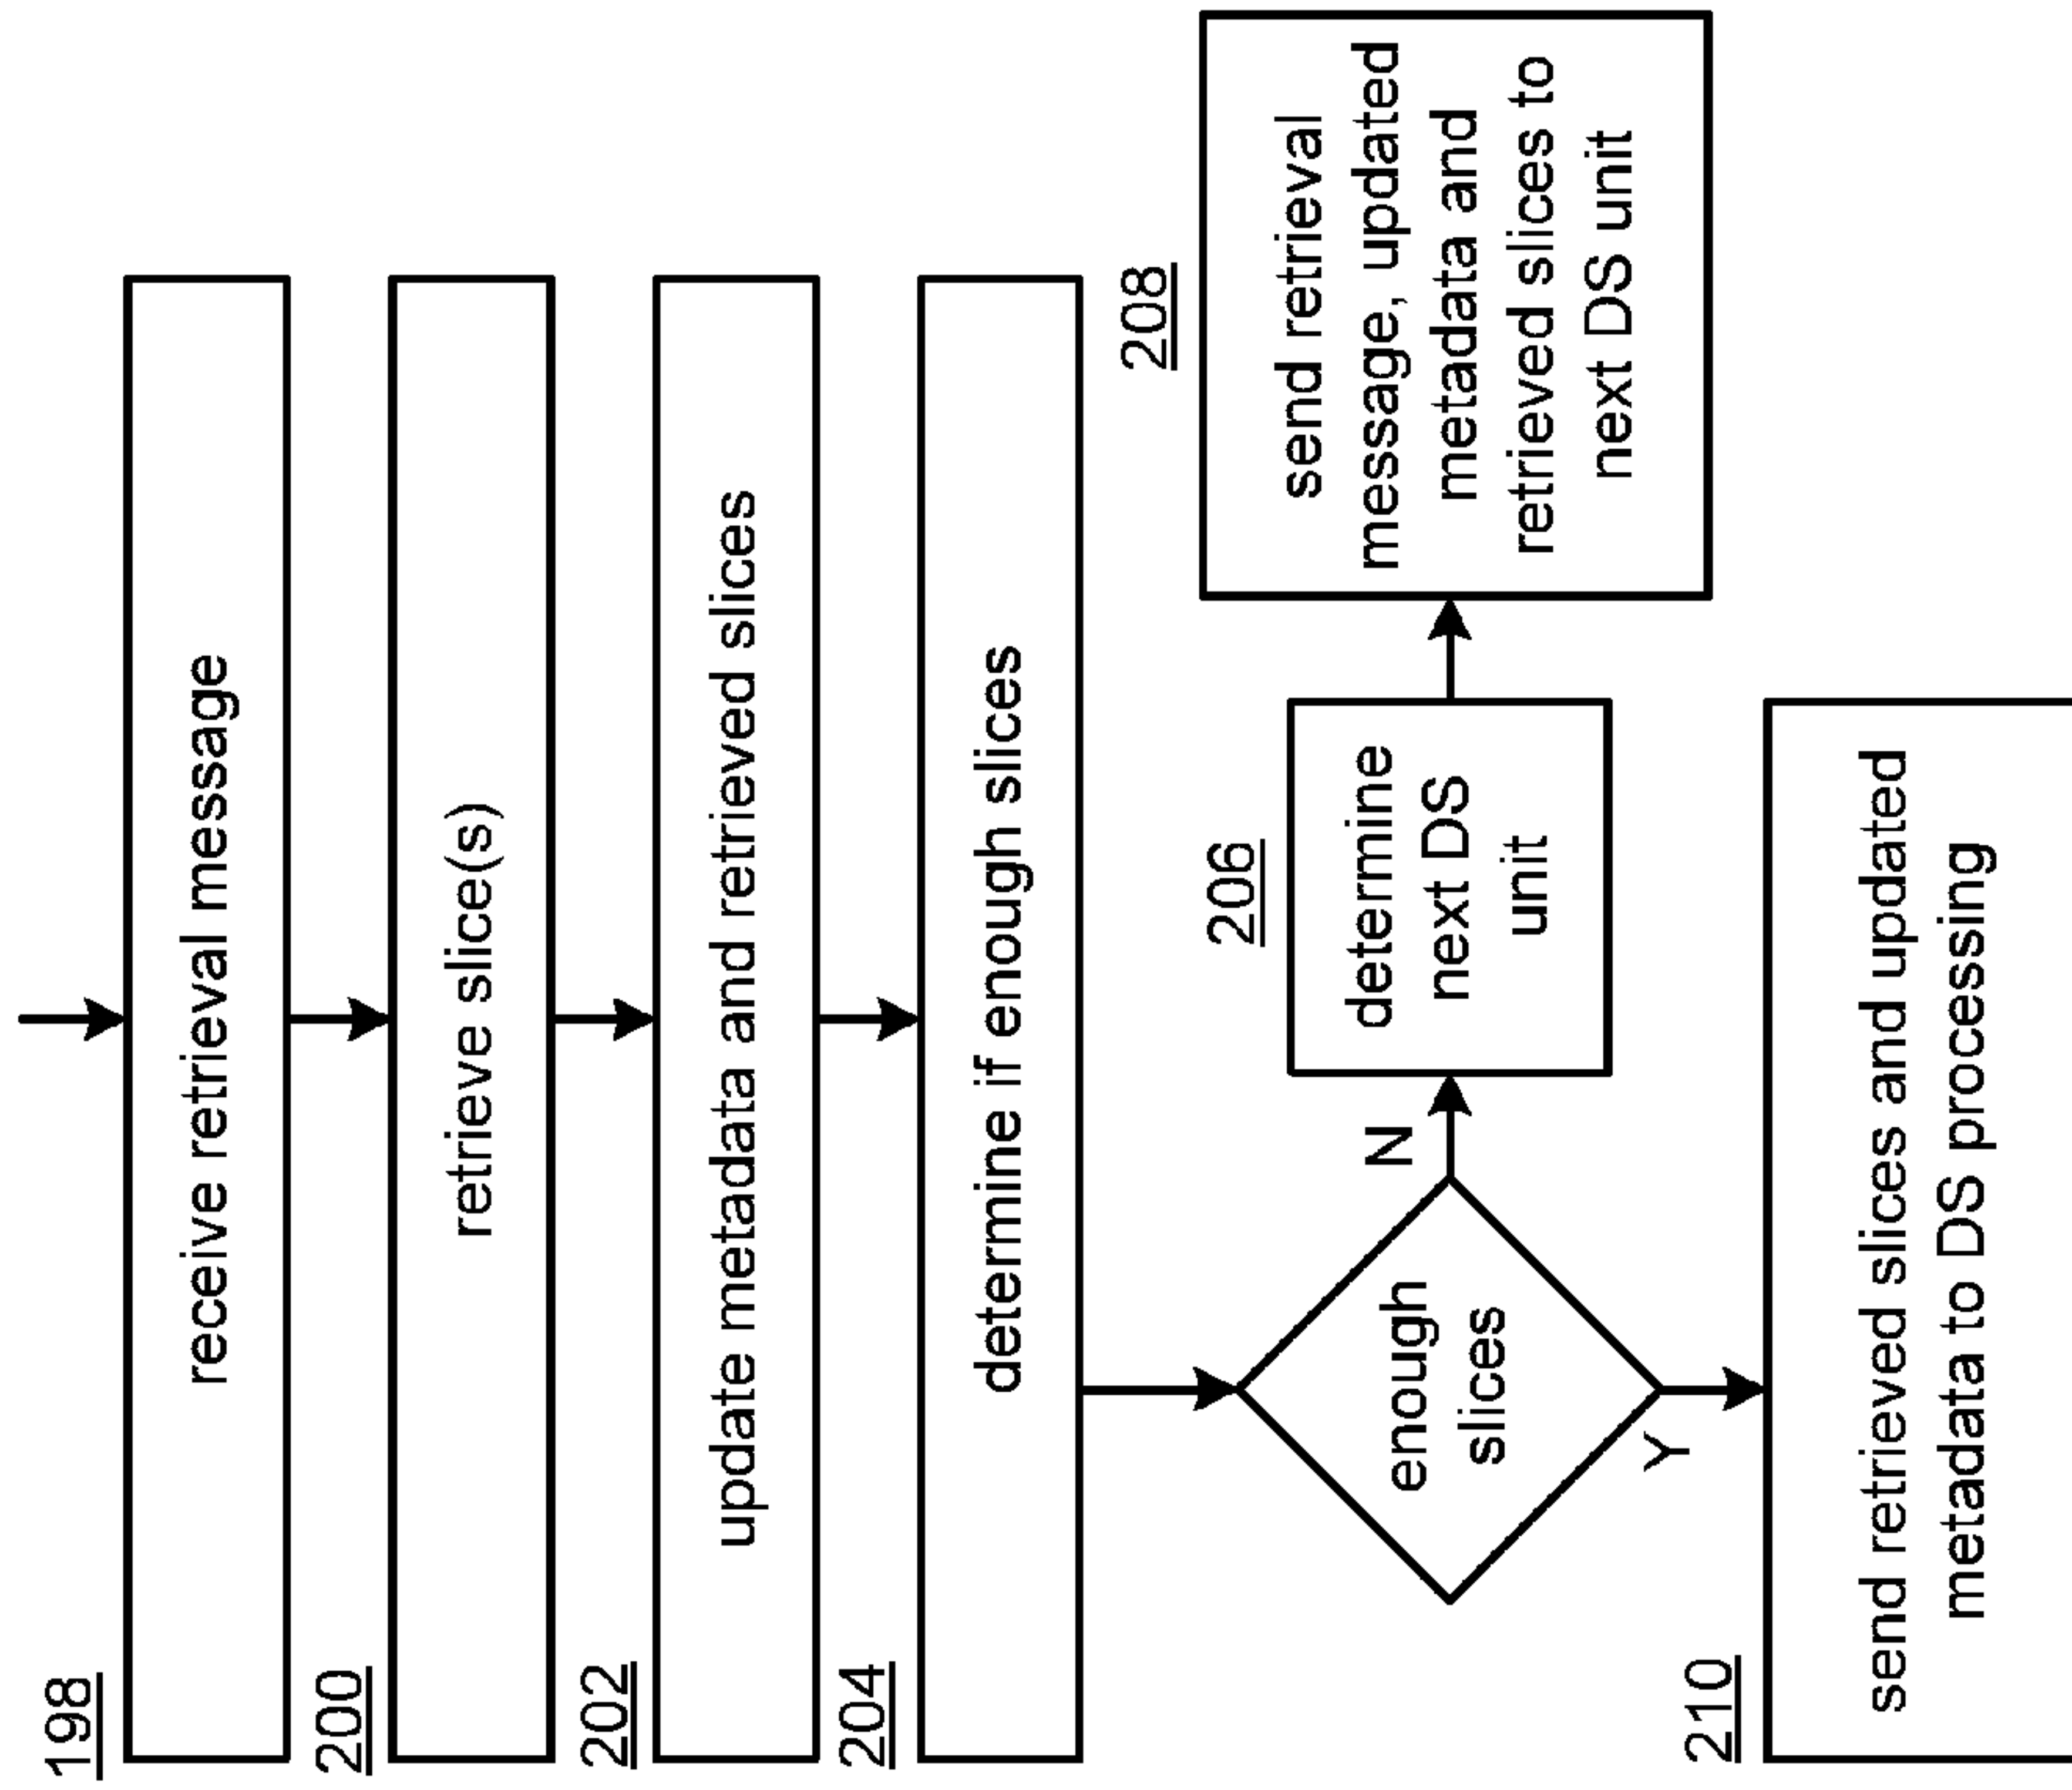 198
receive retrieval message
200
retrieve slice(s)
202
update metadata and retrieved slices
204
determine if enough slices
enough
slices
N
Y
206
determine
next DS
unit
208
send retrieval
message, updated
metadata and
retrieved slices to
next DS unit
210
send retrieved slices and updated
metadata to DS processing